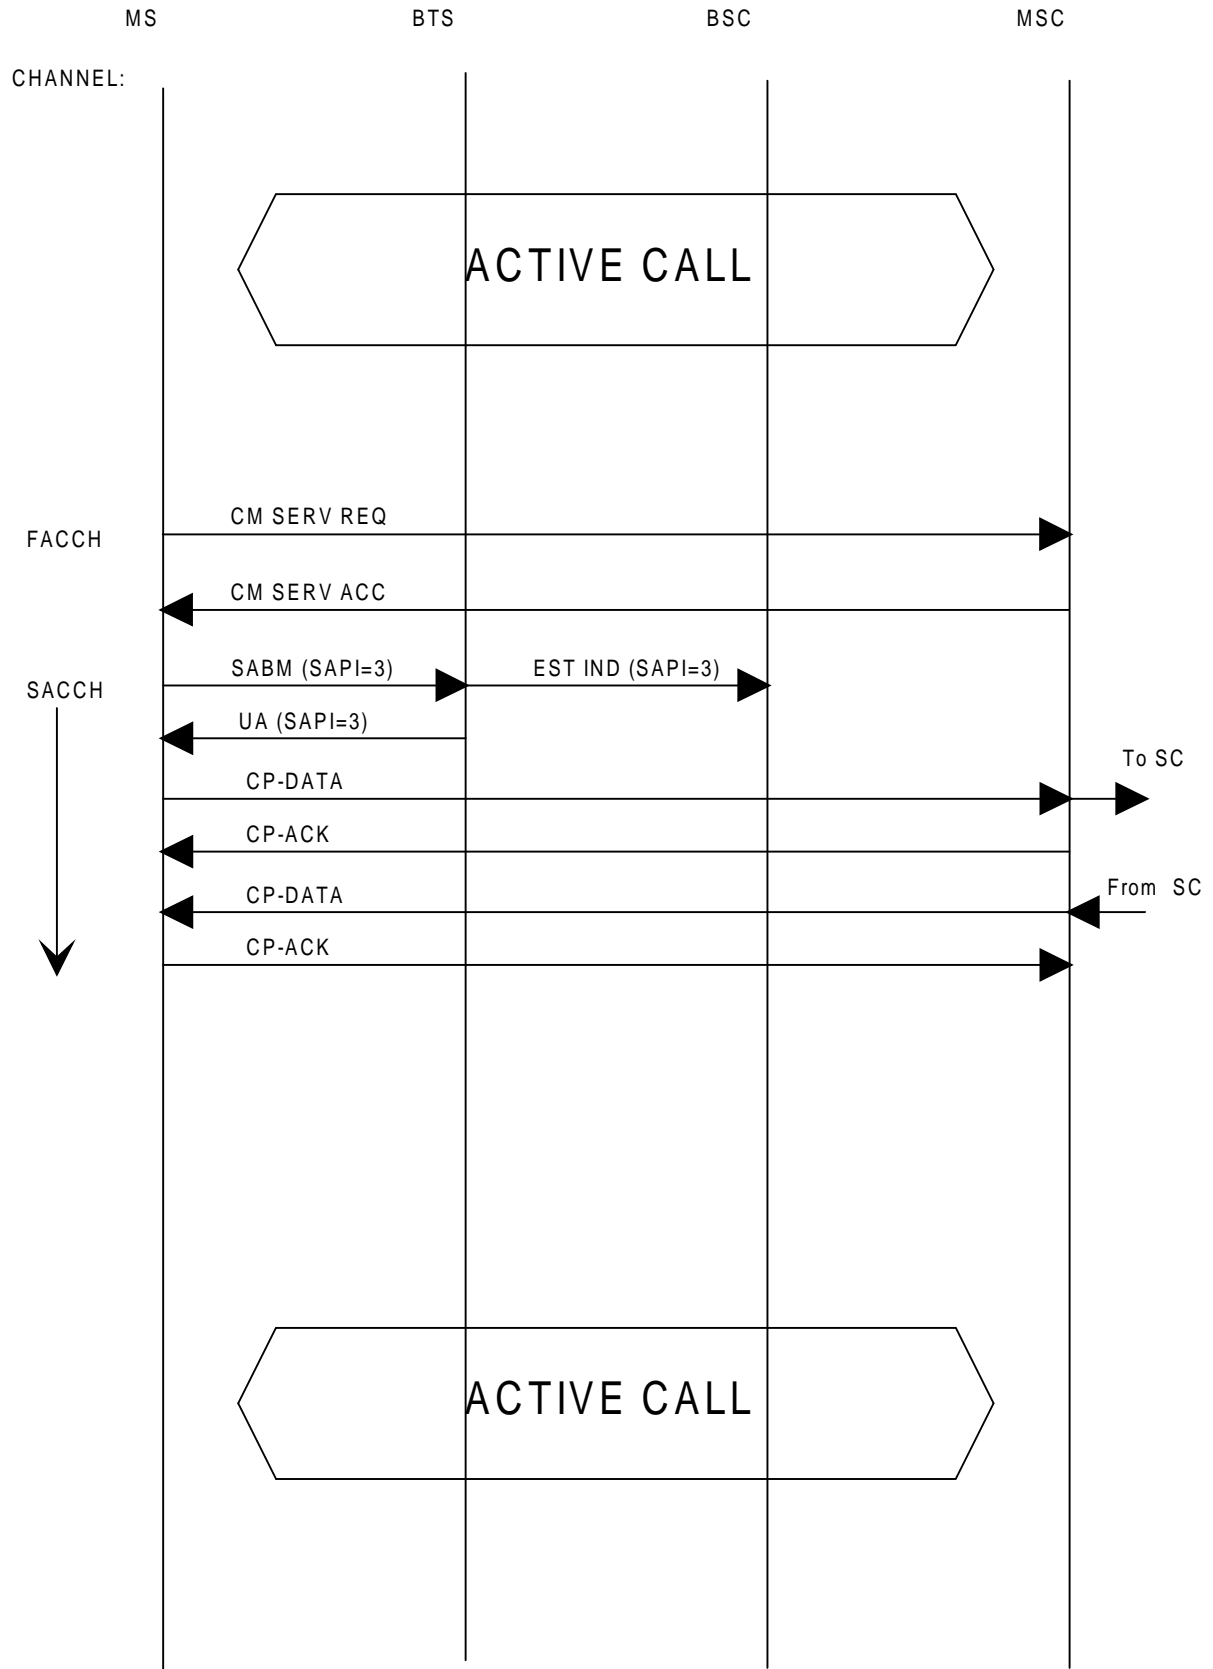 MS BTS BSC MSC
CHANNEL:
ACTIVE CALL
CM SERV REQ
FACCH
CM SERV ACC
SABM (SAPI=3) EST IND (SAPI=3)
SACCH
UA (SAPI=3)
To SC
CP-DATA
CP-ACK
From SC
CP-DATA
CP-ACK
ACTIVE CALL